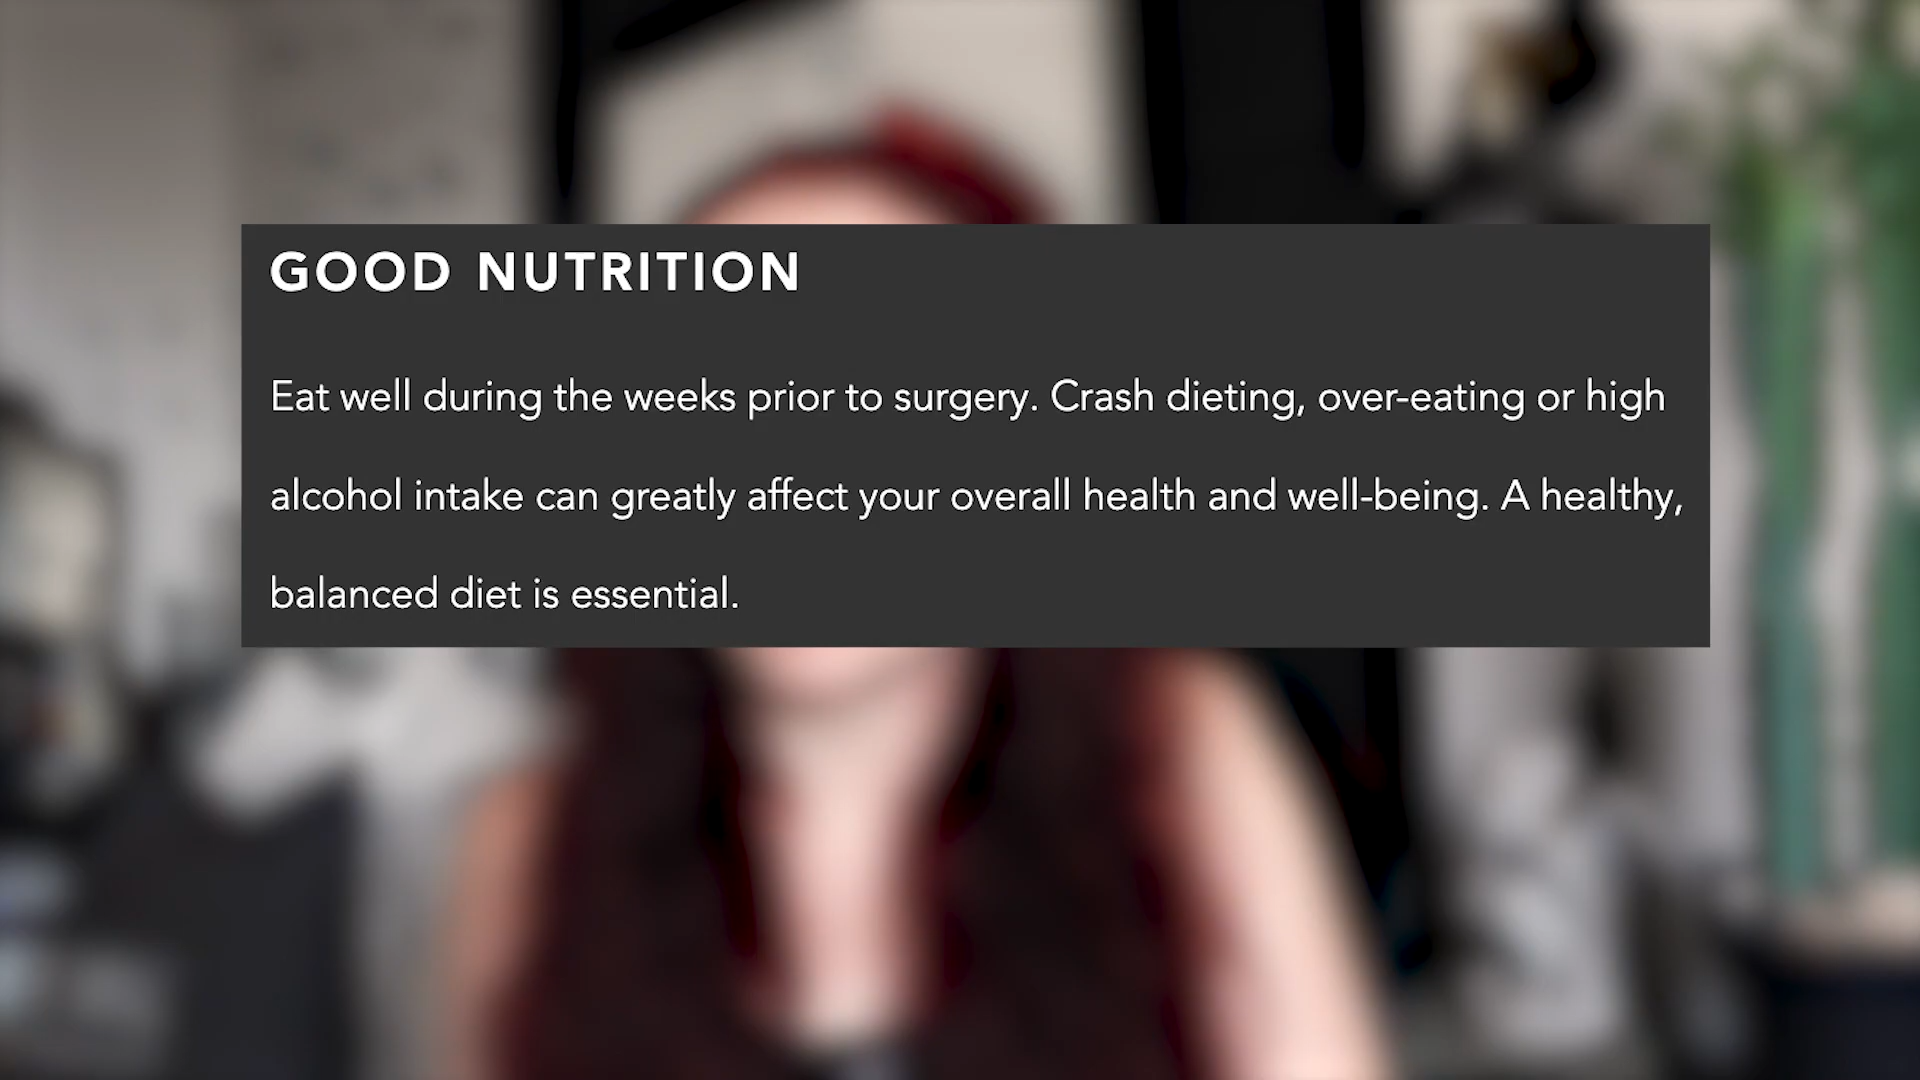 GOOD NUTRITION
Eat well during the weeks prior to surgery. Crash dieting, over-eating or high
alcohol intake can greatly affect your overall health and well-being. A healthy,
balanced diet is essential.